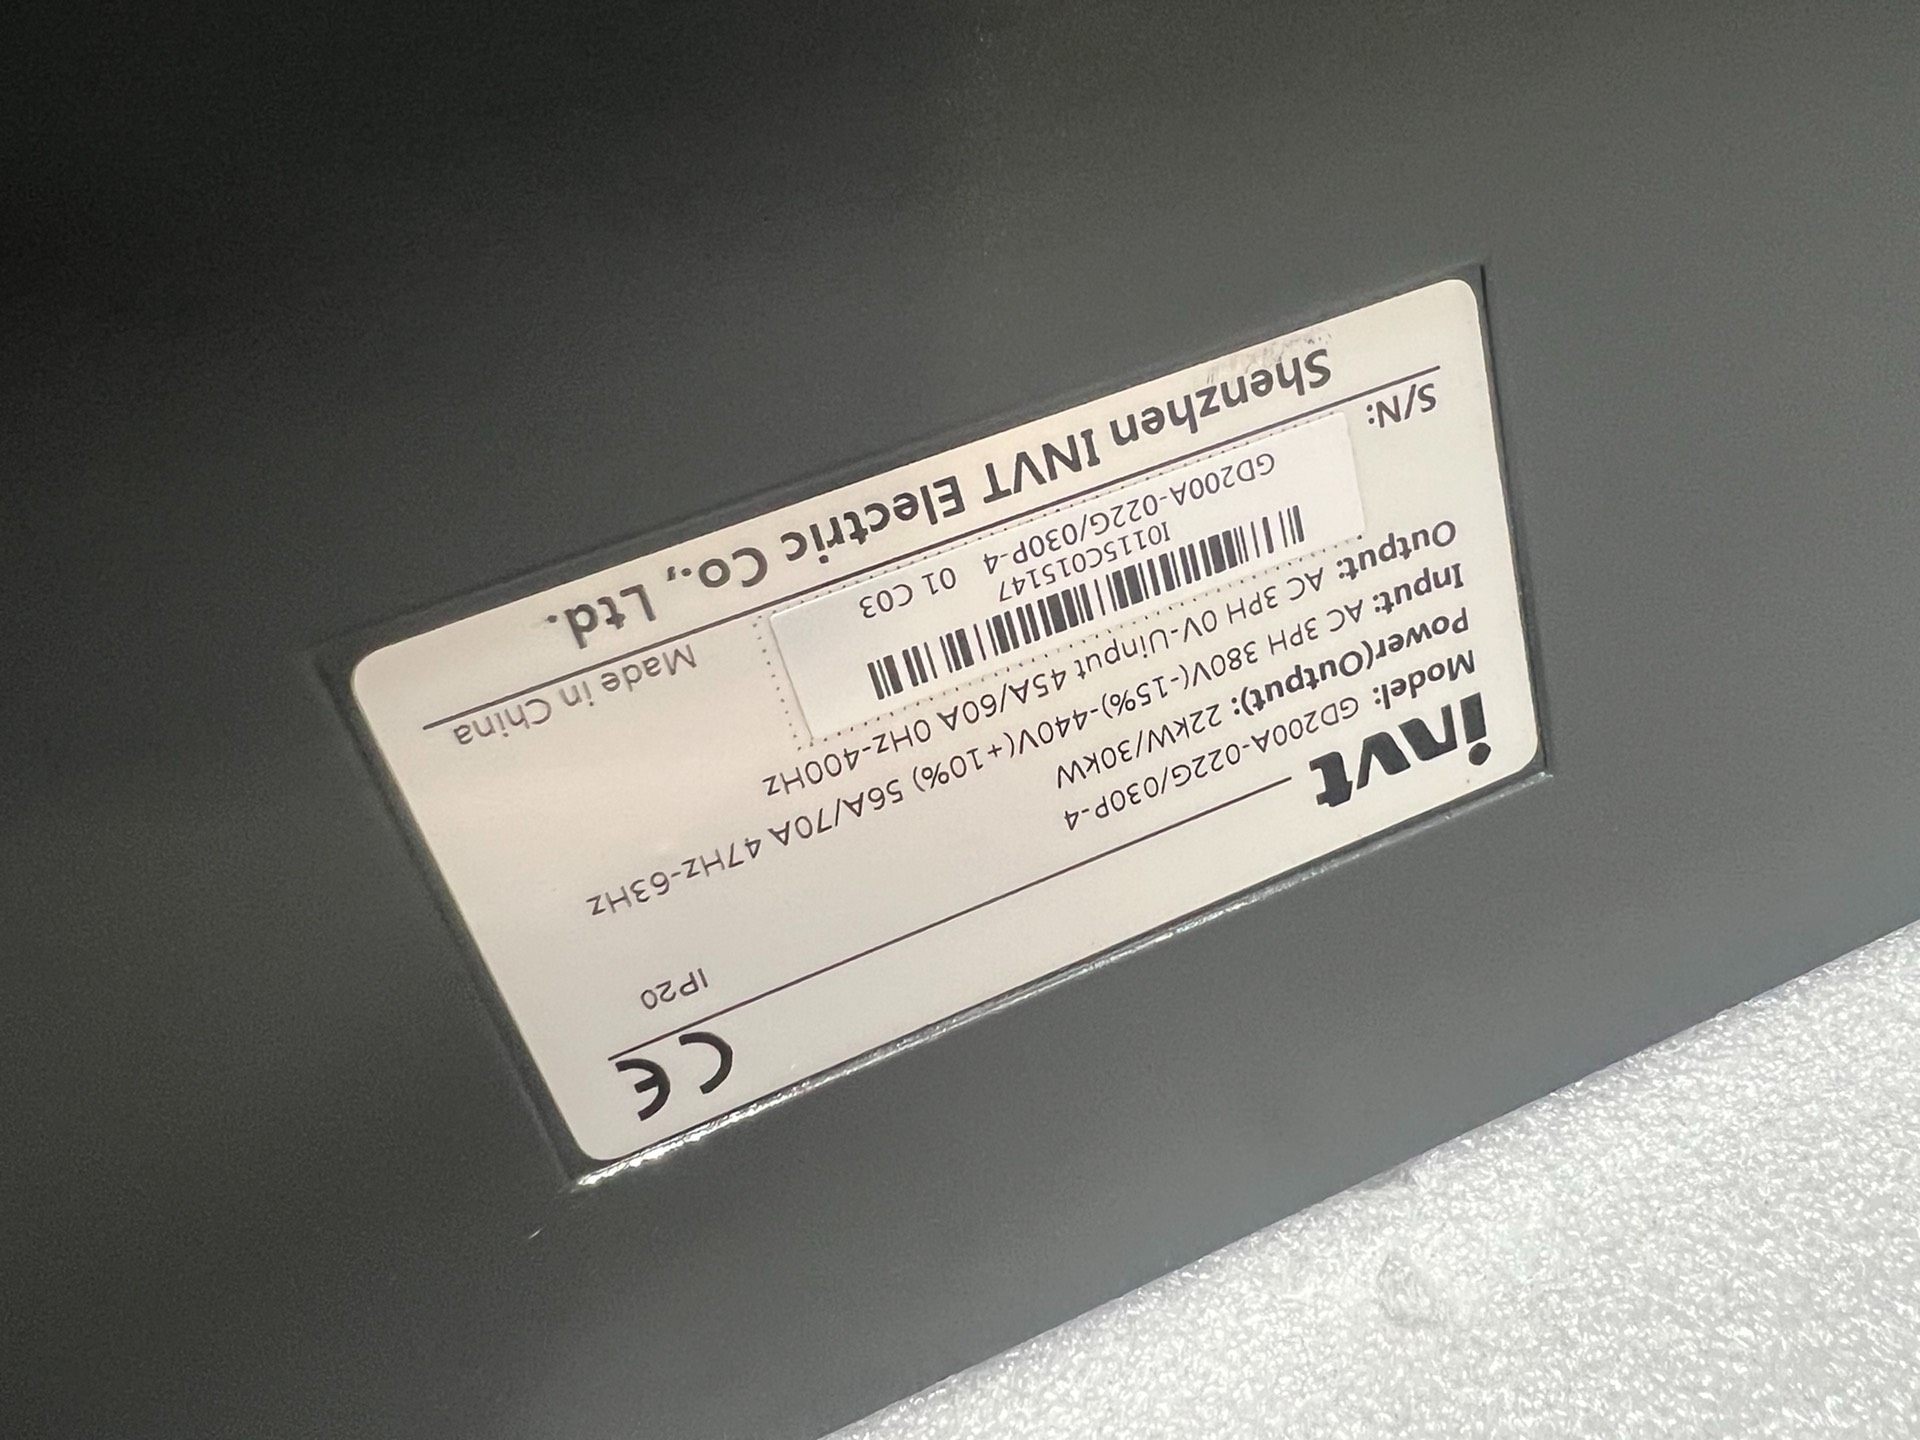 invt
CE
Model: GD200A-022G/030P-4
IP20
Power(Output): 22kW/30kW
Input: AC 3PH 380V(-15%)-440V(+10%) 56A/70A 47Hz-63Hz
Output: AC 3PH 0V-Uinput 45A/60A 0Hz-400Hz
S/N:
I0115C015147
GD200A-022G/030P-4 01 C03
Made in China
Shenzhen INVT Electric Co., Ltd.